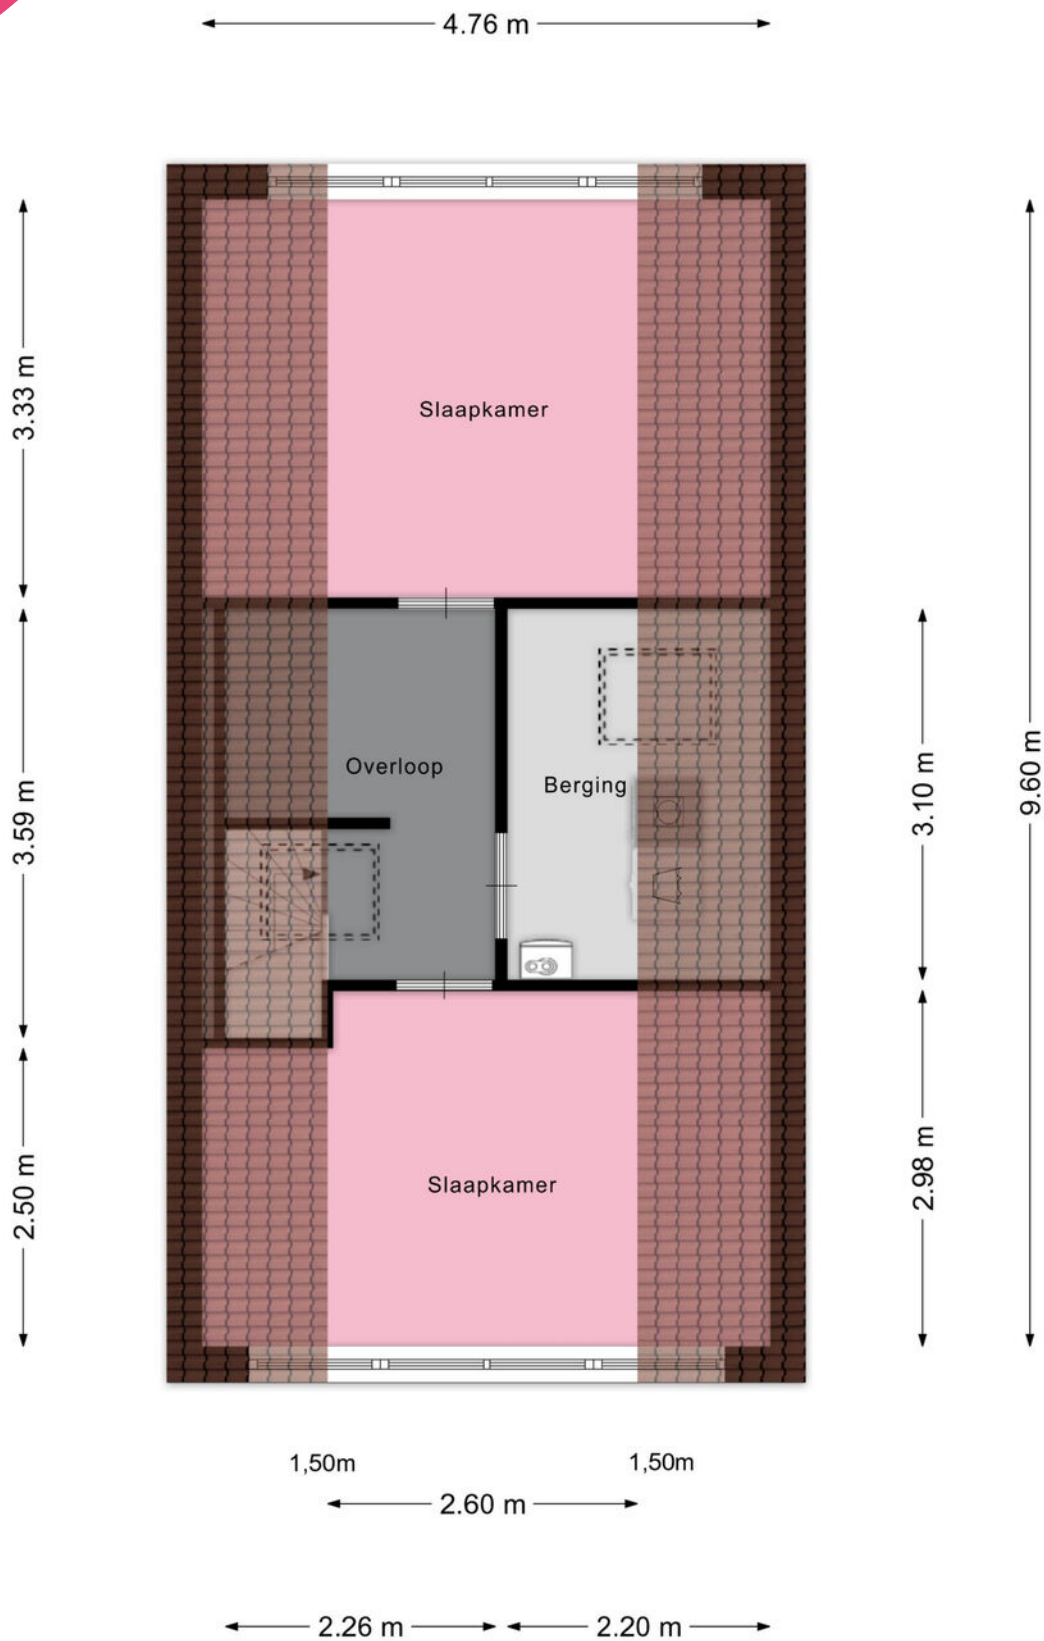 4.76 m
3.33 m
Slaapkamer
3.59 m
Overloop
Berging
3.10 m
9.60 m
2.50 m
Slaapkamer
2.98 m
1,50m
1,50m
2.60 m
2.26 m
2.20 m